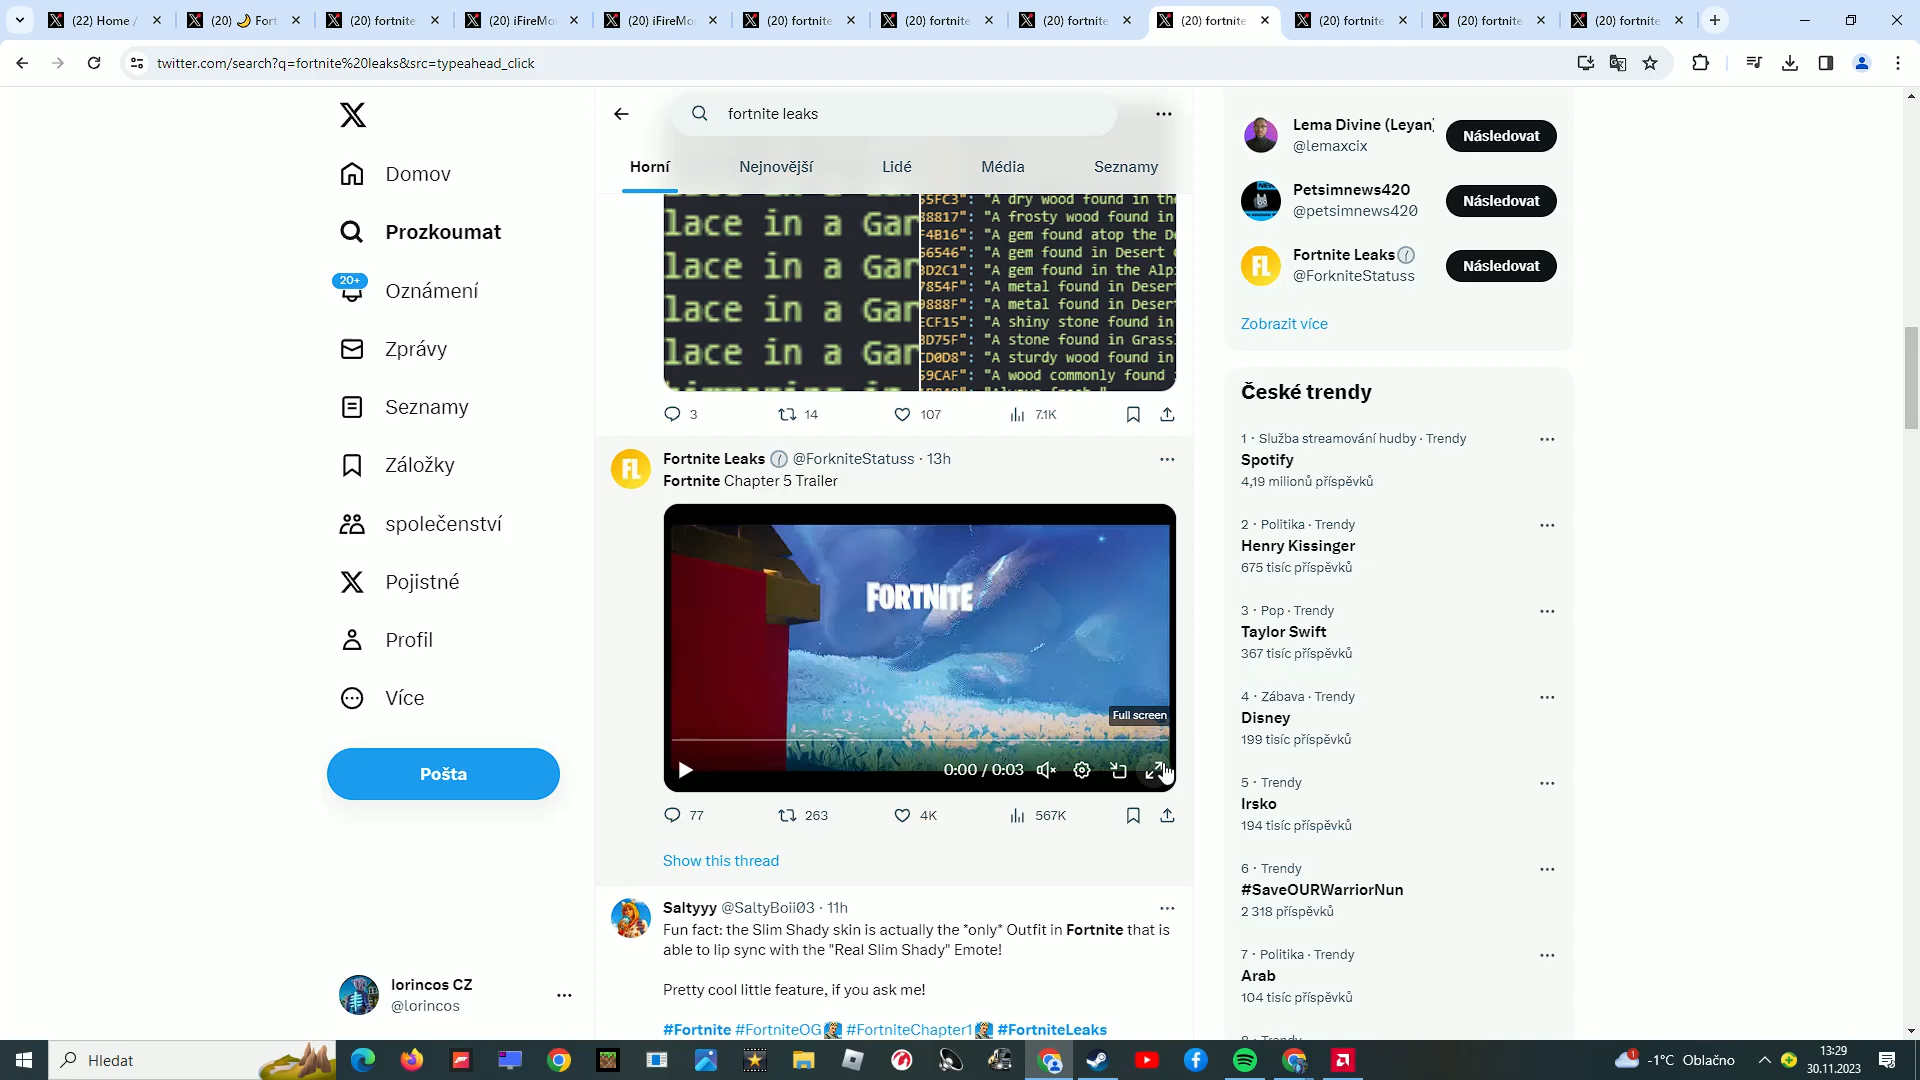 (22) Home /
(20) 🌙 Fort
(20) fortnite
(20) iFireMo
(20) iFireMo
(20) fortnite
(20) fortnite
(20) fortnite
(20) fortnite
(20) fortnite
(20) fortnite
(20) fortnite
twitter.com/search?q=fortnite%20leaks&src=typeahead_click
Domov
Prozkoumat
20+
Oznámení
Zprávy
Seznamy
Záložky
společenství
Pojistné
Profil
Více
Pošta
lorincos CZ
@lorincos
fortnite leaks
Horní
Nejnovější
Lidé
Média
Seznamy
lace in a Gar
lace in a Gar
lace in a Gar
lace in a Gar
55FC3": "A dry wood found in the
38817": "A frosty wood found in
F4B16": "A gem found atop the De
56546": "A gem found in Desert
3D2C1": "A gem found in the Alp
7854F": "A metal found in Deser
9888F": "A metal found in Deser
ECF15": "A shiny stone found in
3D75F": "A stone found in Grass
CD0D8": "A sturdy wood found in
59CAF": "A wood commonly found
3 14 107 7.1K
Fortnite Leaks @ForkniteStatuss · 13h
Fortnite Chapter 5 Trailer
FORTNITE
Full screen
0:00 / 0:03
77 263 4K 567K
Show this thread
Saltyyy @SaltyBoii03 · 11h
Fun fact: the Slim Shady skin is actually the *only* Outfit in Fortnite that is
able to lip sync with the "Real Slim Shady" Emote!
Pretty cool little feature, if you ask me!
#Fortnite #FortniteOG #FortniteChapter1 #FortniteLeaks
Lema Divine (Leyan)
@lemaxcix
Následovat
Petsimnews420
@petsimnews420
Následovat
FL
Fortnite Leaks
@ForkniteStatuss
Následovat
Zobrazit více
České trendy
1 · Služba streamování hudby · Trendy
Spotify
4,19 milionů příspěvků
2 · Politika · Trendy
Henry Kissinger
675 tisíc příspěvků
3 · Pop · Trendy
Taylor Swift
367 tisíc příspěvků
4 · Zábava · Trendy
Disney
199 tisíc příspěvků
5 · Trendy
Irsko
194 tisíc příspěvků
6 · Trendy
#SaveOURWarriorNun
2 318 příspěvků
7 · Politika · Trendy
Arab
104 tisíc příspěvků
Hledat
-1°C Oblačno
13:29
30.11.2023